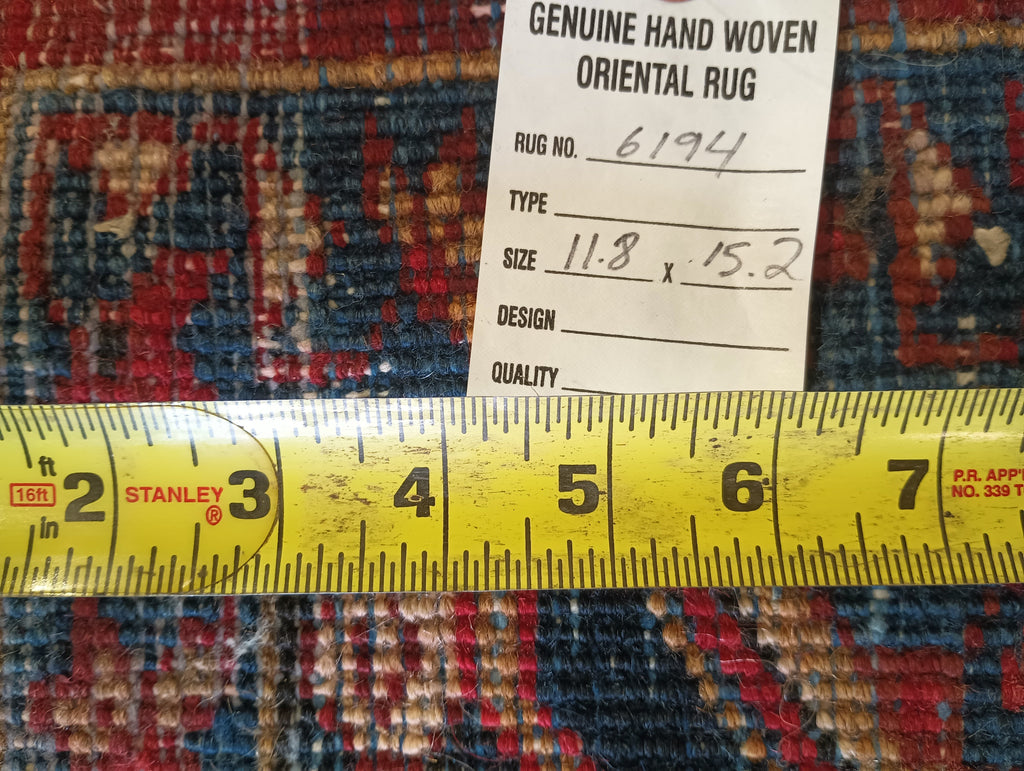 GENUINE HAND WOVEN
ORIENTAL RUG
RUG NO. 6194
TYPE
SIZE 11.8 X 15.2
DESIGN
QUALITY
ft
16ft 2 STANLEY ® 3 4 5 6 7 P.R. APP'
in NO. 339 T